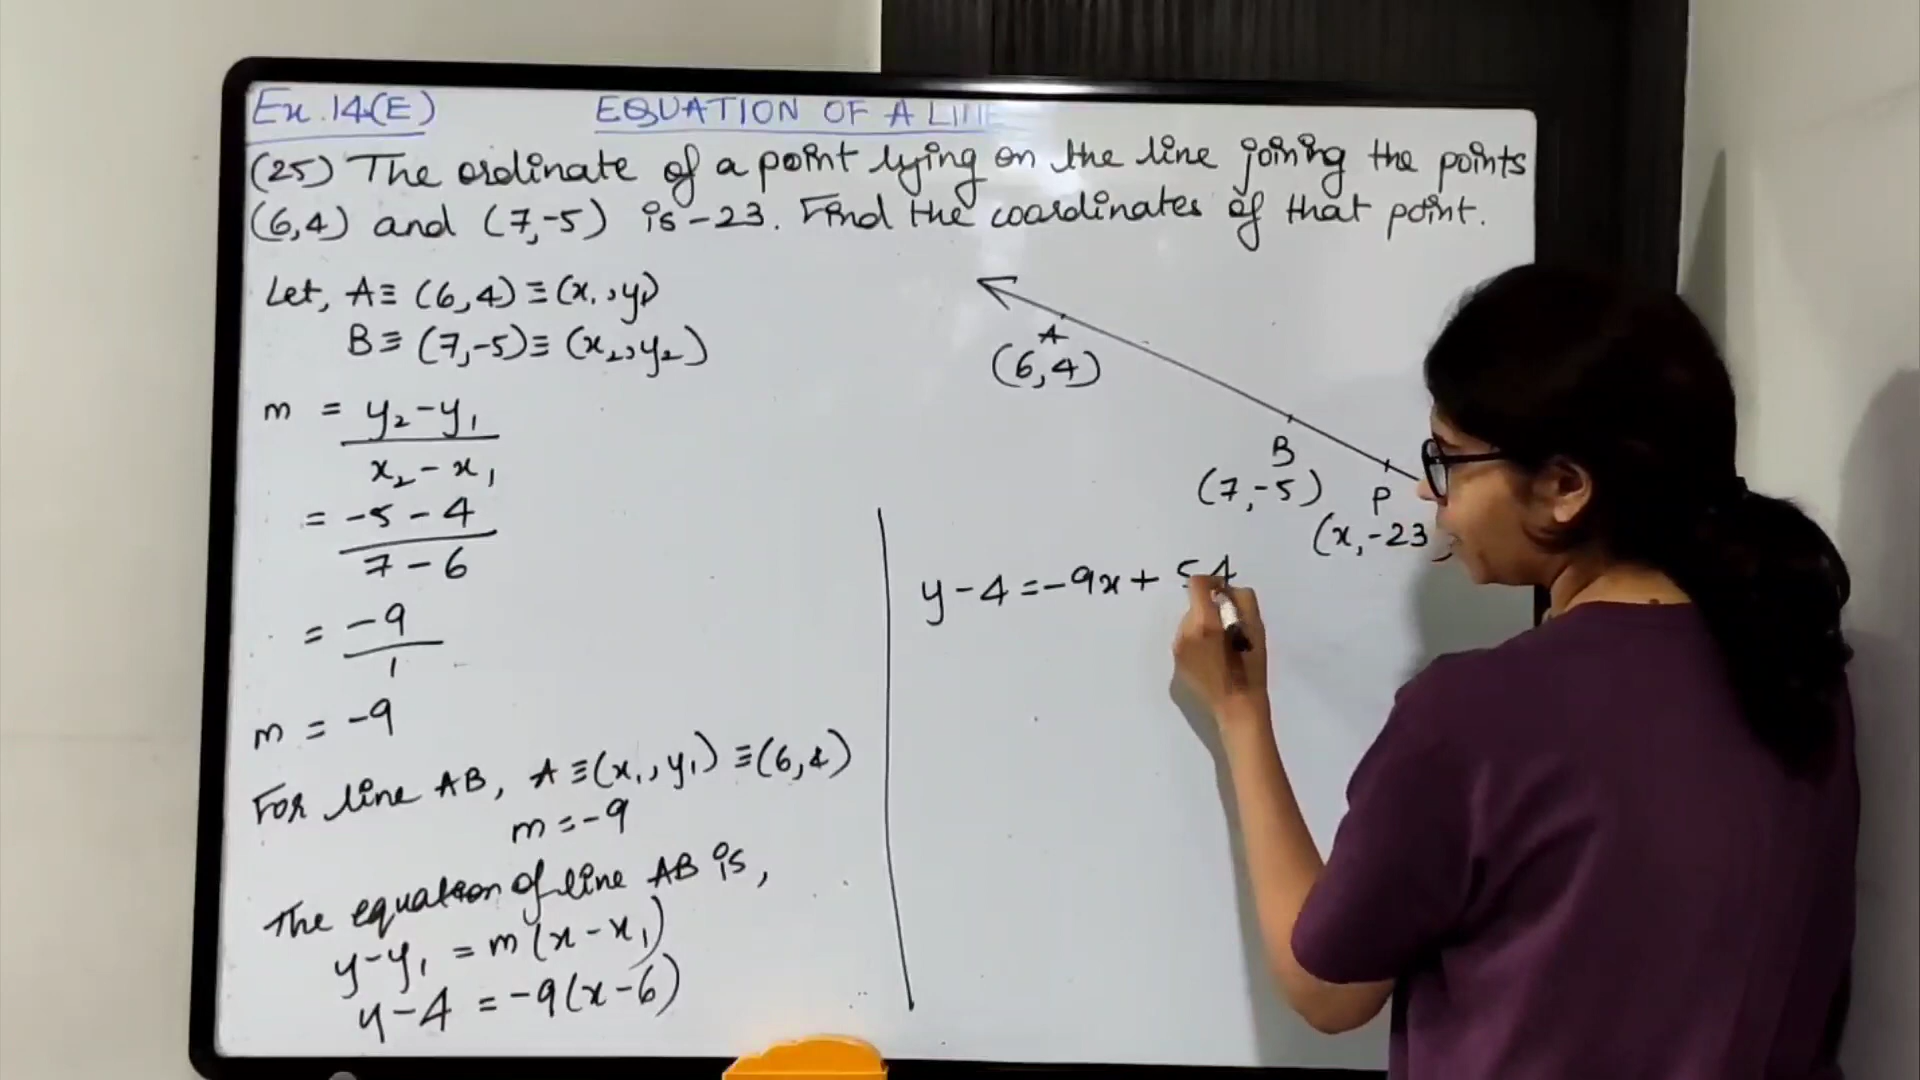 Ex.14(E) EQUATION OF A LINE
(25) The ordinate of a point lying on the line joining the points
(6,4) and (7,-5) is -23. Find the coordinates of that point.
Let, A≡ (6,4) ≡ (x₁,y₁)
B≡ (7,-5)≡ (x₂,y₂)
m = y₂-y₁
x₂-x₁
= -5-4
7-6
= -9
1
m = -9
For line AB, A≡(x₁,y₁)≡(6,4)
m=-9
The equation of line AB is,
y-y₁ = m(x-x₁)
y-4 = -9(x-6)
A
(6,4)
B
(7,-5)
P
(x,-23)
y-4=-9x+54